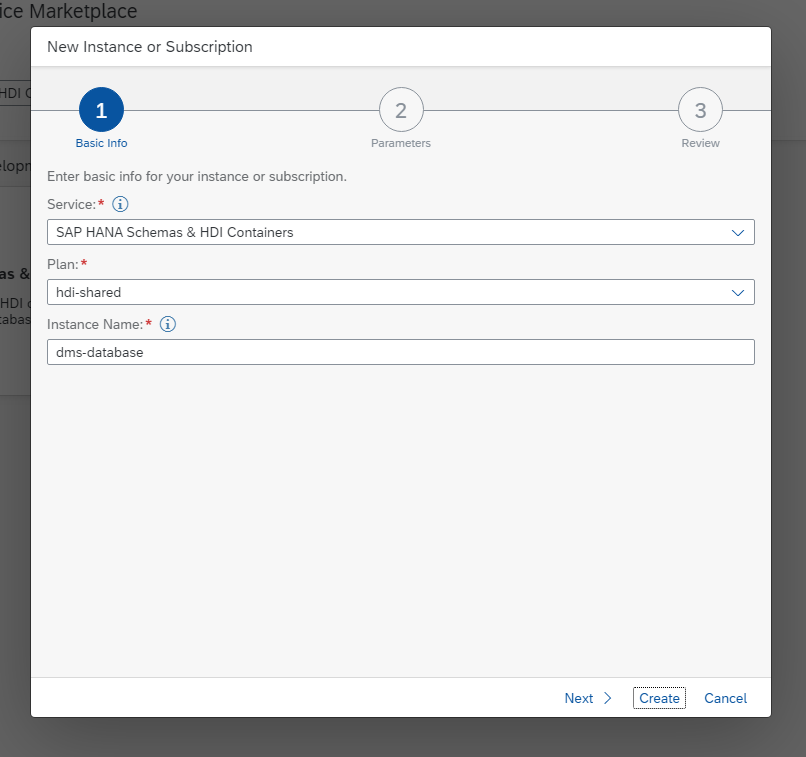 ice Marketplace
New Instance or Subscription
HDI C
1
2
3
Basic Info
Parameters
Review
elopm
Enter basic info for your instance or subscription.
Service:*
SAP HANA Schemas & HDI Containers
Plan:*
as &
hdi-shared
HDI c
tabas
Instance Name:*
dms-database
Next
Create
Cancel